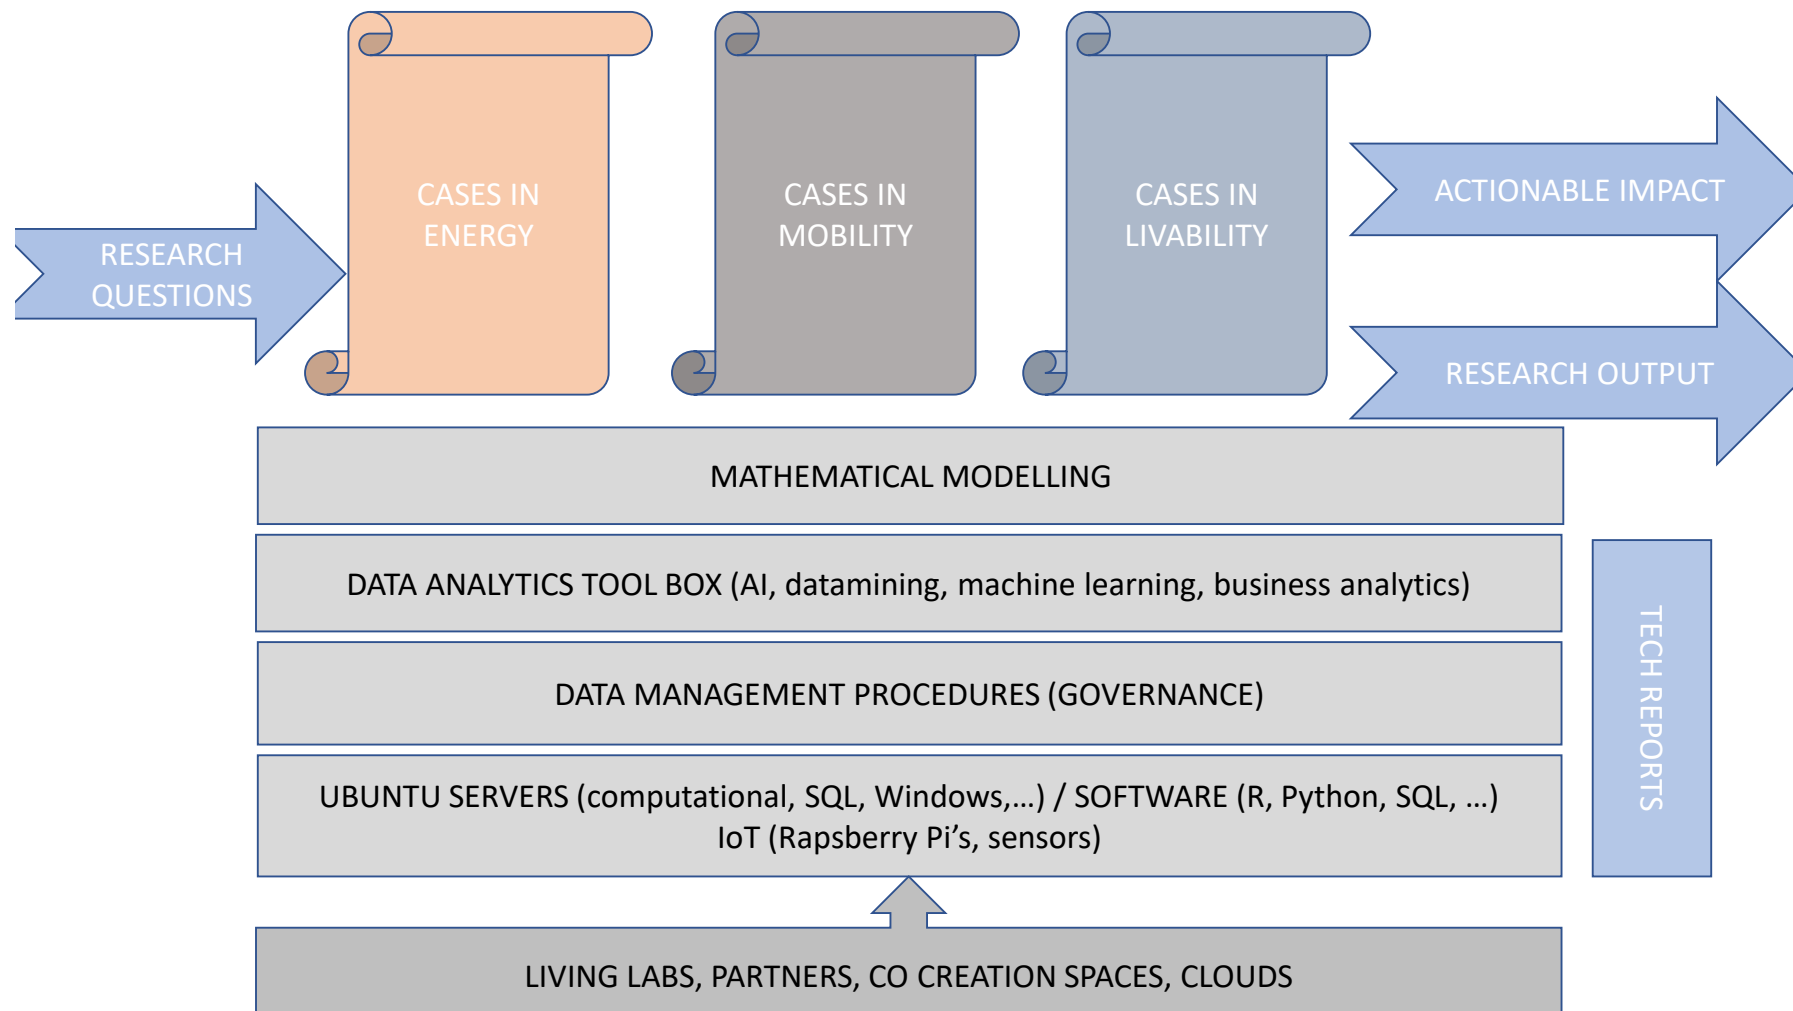 CASES IN
ENERGY
CASES IN
MOBILITY
CASES IN
LIVABILITY
ACTIONABLE IMPACT
RESEARCH
QUESTIONS
RESEARCH OUTPUT
MATHEMATICAL MODELLING
DATA ANALYTICS TOOL BOX (AI, datamining, machine learning, business analytics)
DATA MANAGEMENT PROCEDURES (GOVERNANCE)
UBUNTU SERVERS (computational, SQL, Windows,...) / SOFTWARE (R, Python, SQL, ...)
IoT (Rapsberry Pi's, sensors)
TECH REPORTS
LIVING LABS, PARTNERS, CO CREATION SPACES, CLOUDS